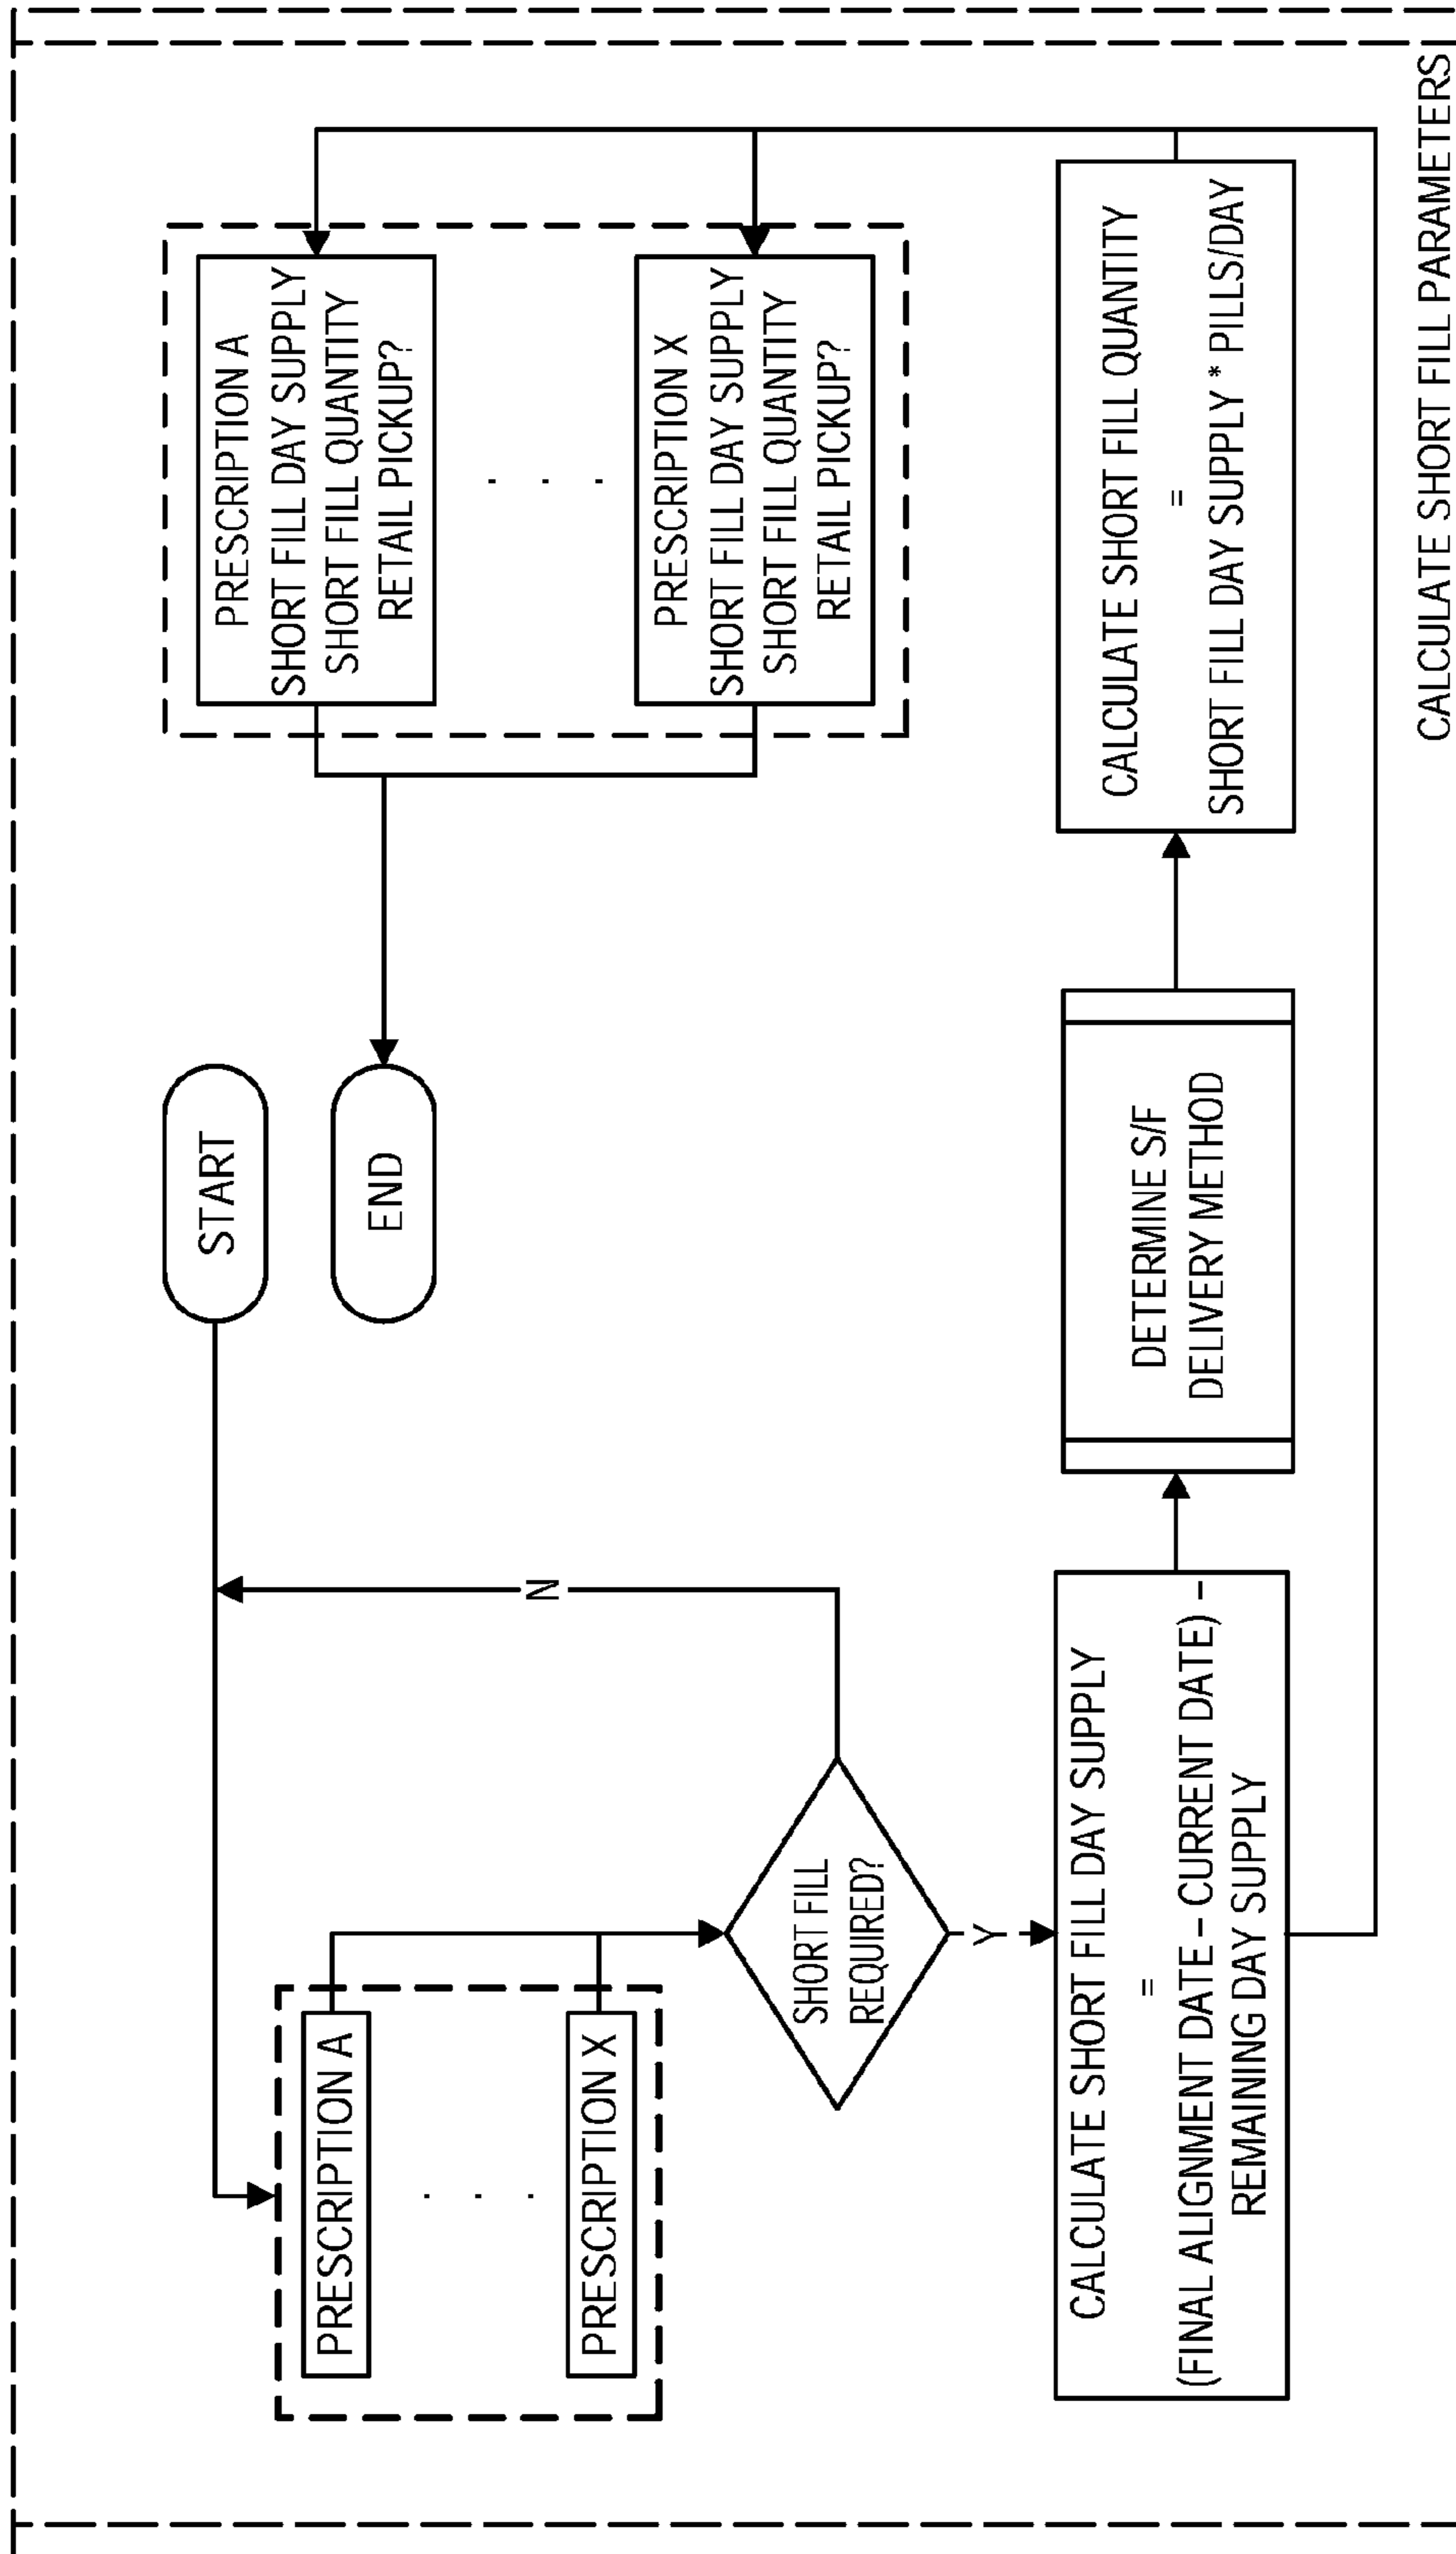 START
END
PRESCRIPTION A
. . .
PRESCRIPTION X
SHORT FILL
REQUIRED?
N
Y
CALCULATE SHORT FILL DAY SUPPLY
=
(FINAL ALIGNMENT DATE – CURRENT DATE) –
REMAINING DAY SUPPLY
DETERMINE S/F
DELIVERY METHOD
CALCULATE SHORT FILL QUANTITY
=
SHORT FILL DAY SUPPLY * PILLS/DAY
PRESCRIPTION A
SHORT FILL DAY SUPPLY
SHORT FILL QUANTITY
RETAIL PICKUP?
. . .
PRESCRIPTION X
SHORT FILL DAY SUPPLY
SHORT FILL QUANTITY
RETAIL PICKUP?
CALCULATE SHORT FILL PARAMETERS